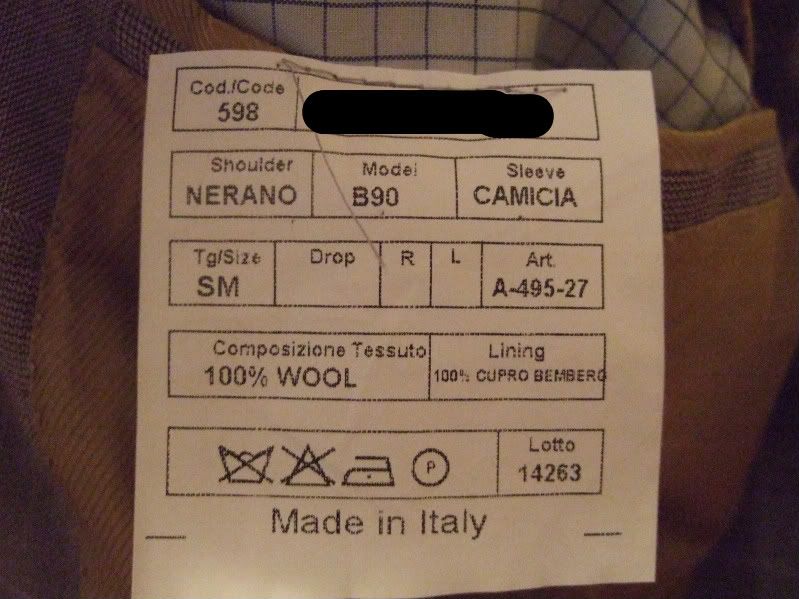 Cod./Code
598
Shoulder Model Sleeve
NERANO B90 CAMICIA
Tg/Size Drop R L Art.
SM A-495-27
Composizione Tessuto Lining
100% WOOL 100% CUPRO BEMBERG
P Lotto
14263
Made in Italy